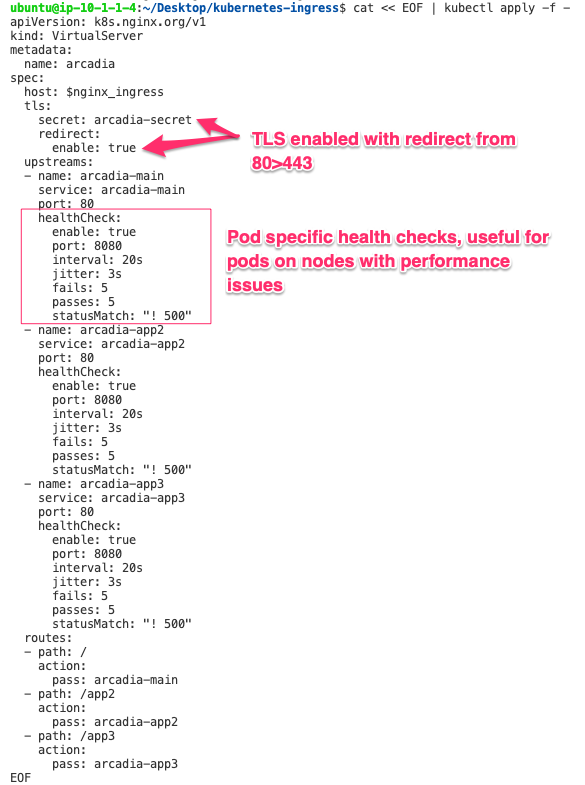 ubuntu@ip-10-1-1-4:~/Desktop/kubernetes-ingress$ cat << EOF | kubectl apply -f -
apiVersion: k8s.nginx.org/v1
kind: VirtualServer
metadata:
  name: arcadia
spec:
  host: $nginx_ingress
  tls:
    secret: arcadia-secret
    redirect:
      enable: true
TLS enabled with redirect from
80>443
  upstreams:
  - name: arcadia-main
    service: arcadia-main
    port: 80
    healthCheck:
      enable: true
      port: 8080
      interval: 20s
      jitter: 3s
      fails: 5
      passes: 5
      statusMatch: "! 500"
Pod specific health checks, useful for
pods on nodes with performance
issues
  - name: arcadia-app2
    service: arcadia-app2
    port: 80
    healthCheck:
      enable: true
      port: 8080
      interval: 20s
      jitter: 3s
      fails: 5
      passes: 5
      statusMatch: "! 500"
  - name: arcadia-app3
    service: arcadia-app3
    port: 80
    healthCheck:
      enable: true
      port: 8080
      interval: 20s
      jitter: 3s
      fails: 5
      passes: 5
      statusMatch: "! 500"
  routes:
  - path: /
    action:
      pass: arcadia-main
  - path: /app2
    action:
      pass: arcadia-app2
  - path: /app3
    action:
      pass: arcadia-app3
EOF